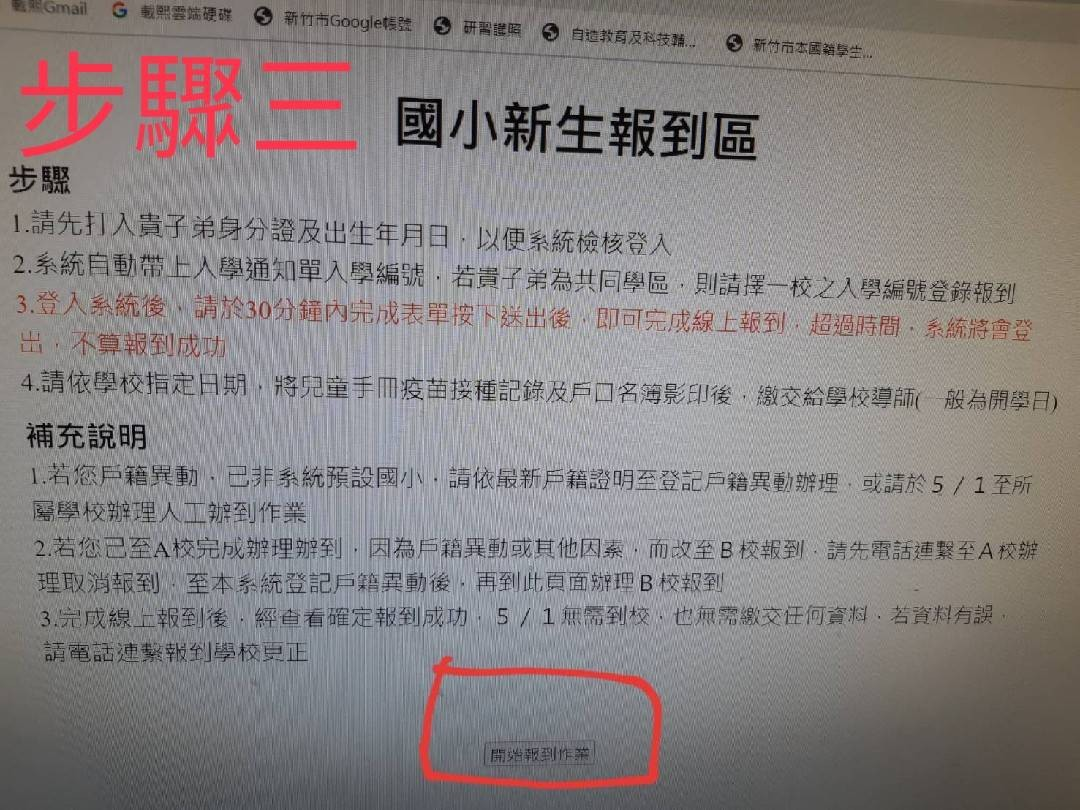 載熙Gmail 載熙雲端硬碟 新竹市Google帳號 研習護照 自造教育及科技輔... 新竹市本國籍學生...
步驟三
國小新生報到區
步驟
1.請先打入貴子弟身分證及出生年月日，以便系統檢核登入
2.系統自動帶上入學通知單入學編號，若貴子弟為共同學區，則請擇一校之入學編號登錄報到
3.登入系統後，請於30分鐘內完成表單按下送出後，即可完成線上報到，超過時間，系統將會登
出，不算報到成功
4.請依學校指定日期，將兒童手冊疫苗接種記錄及戶口名簿影印後，繳交給學校導師(一般為開學日)
補充說明
1.若您戶籍異動，已非系統預設國小，請依最新戶籍證明至登記戶籍異動辦理，或請於５／１至所
屬學校辦理人工辦到作業
2.若您已至A校完成辦理辦到，因為戶籍異動或其他因素，而改至Ｂ校報到，請先電話連繫至Ａ校辦
理取消報到，至本系統登記戶籍異動後，再到此頁面辦理Ｂ校報到
3.完成線上報到後，經查看確定報到成功，５／１無需到校，也無需繳交任何資料，若資料有誤，
請電話連繫報到學校更正
開始報到作業